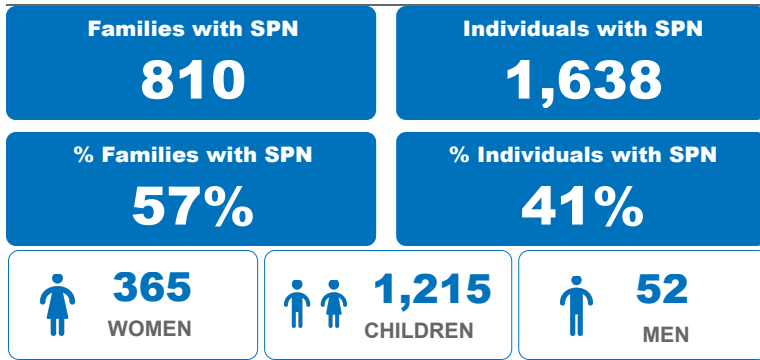 Families with SPN
810
Individuals with SPN
1,638
% Families with SPN
57%
% Individuals with SPN
41%
365
WOMEN
1,215
CHILDREN
52
MEN